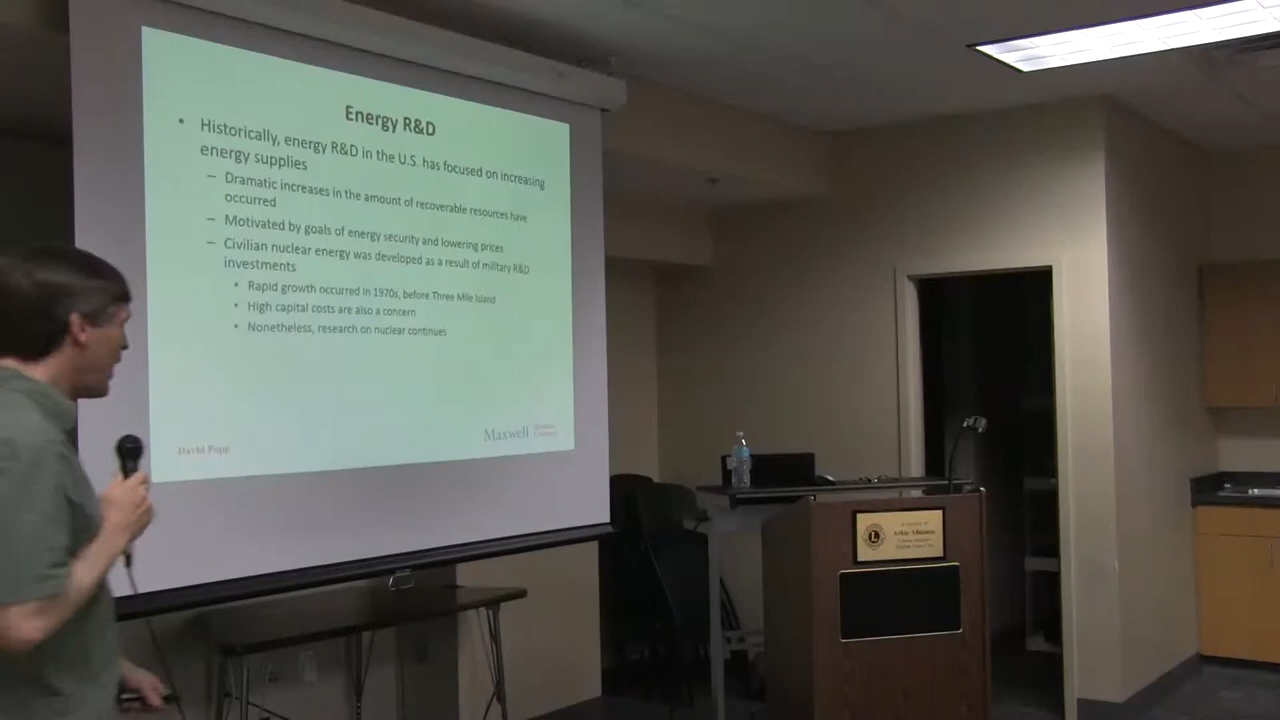 Energy R&D
• Historically, energy R&D in the U.S. has focused on increasing
energy supplies
– Dramatic increases in the amount of recoverable resources have
occurred
– Motivated by goals of energy security and lowering prices
– Civilian nuclear energy was developed as a result of military R&D
investments
• Rapid growth occurred in 1970s, before Three Mile Island
• High capital costs are also a concern
• Nonetheless, research on nuclear continues
David Popp
Maxwell
L